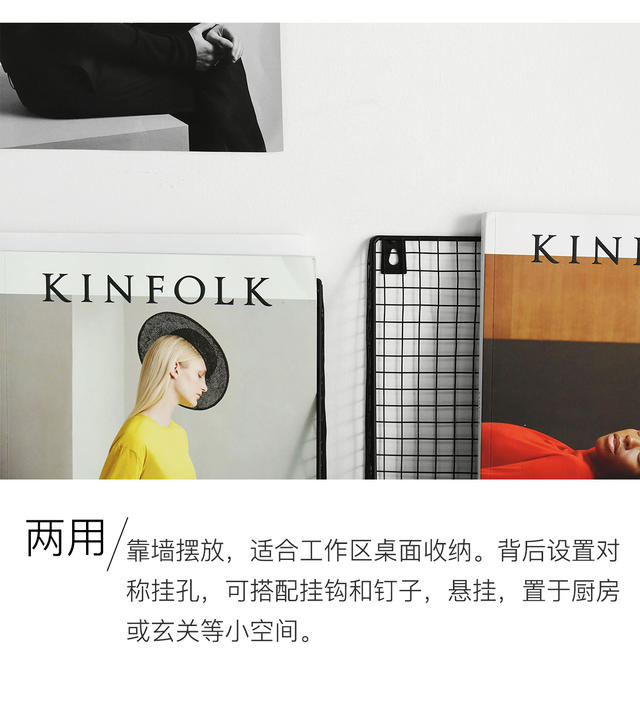 KINFOLK
KINF
两用
靠墙摆放，适合工作区桌面收纳。背后设置对
称挂孔，可搭配挂钩和钉子，悬挂，置于厨房
或玄关等小空间。